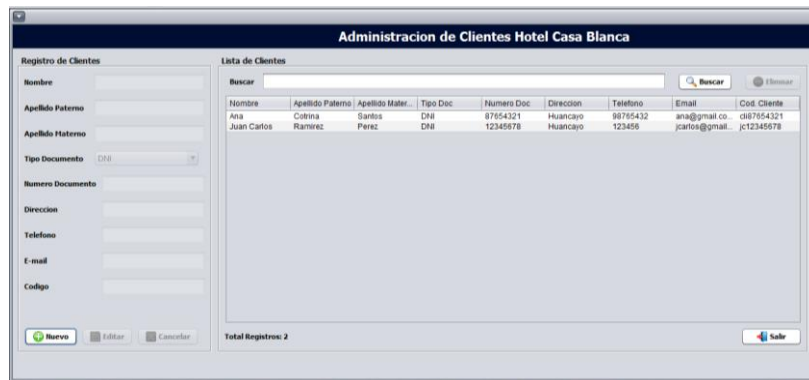 Administracion de Clientes Hotel Casa Blanca
Registro de Clientes
Nombre
Apellido Paterno
Apellido Materno
Tipo Documento DNI
Numero Documento
Direccion
Telefono
E-mail
Codigo
Nuevo Editar Cancelar
Lista de Clientes
Buscar Buscar Eliminar
Nombre Apellido Paterno Apellido Mater... Tipo Doc Numero Doc Direccion Telefono Email Cod. Cliente
Ana Cotrina Santos DNI 87654321 Huancayo 98765432 ana@gmail.co... cli87654321
Juan Carlos Ramirez Perez DNI 12345678 Huancayo 123456 jcarlos@gmail... jc12345678
Total Registros: 2 Salir